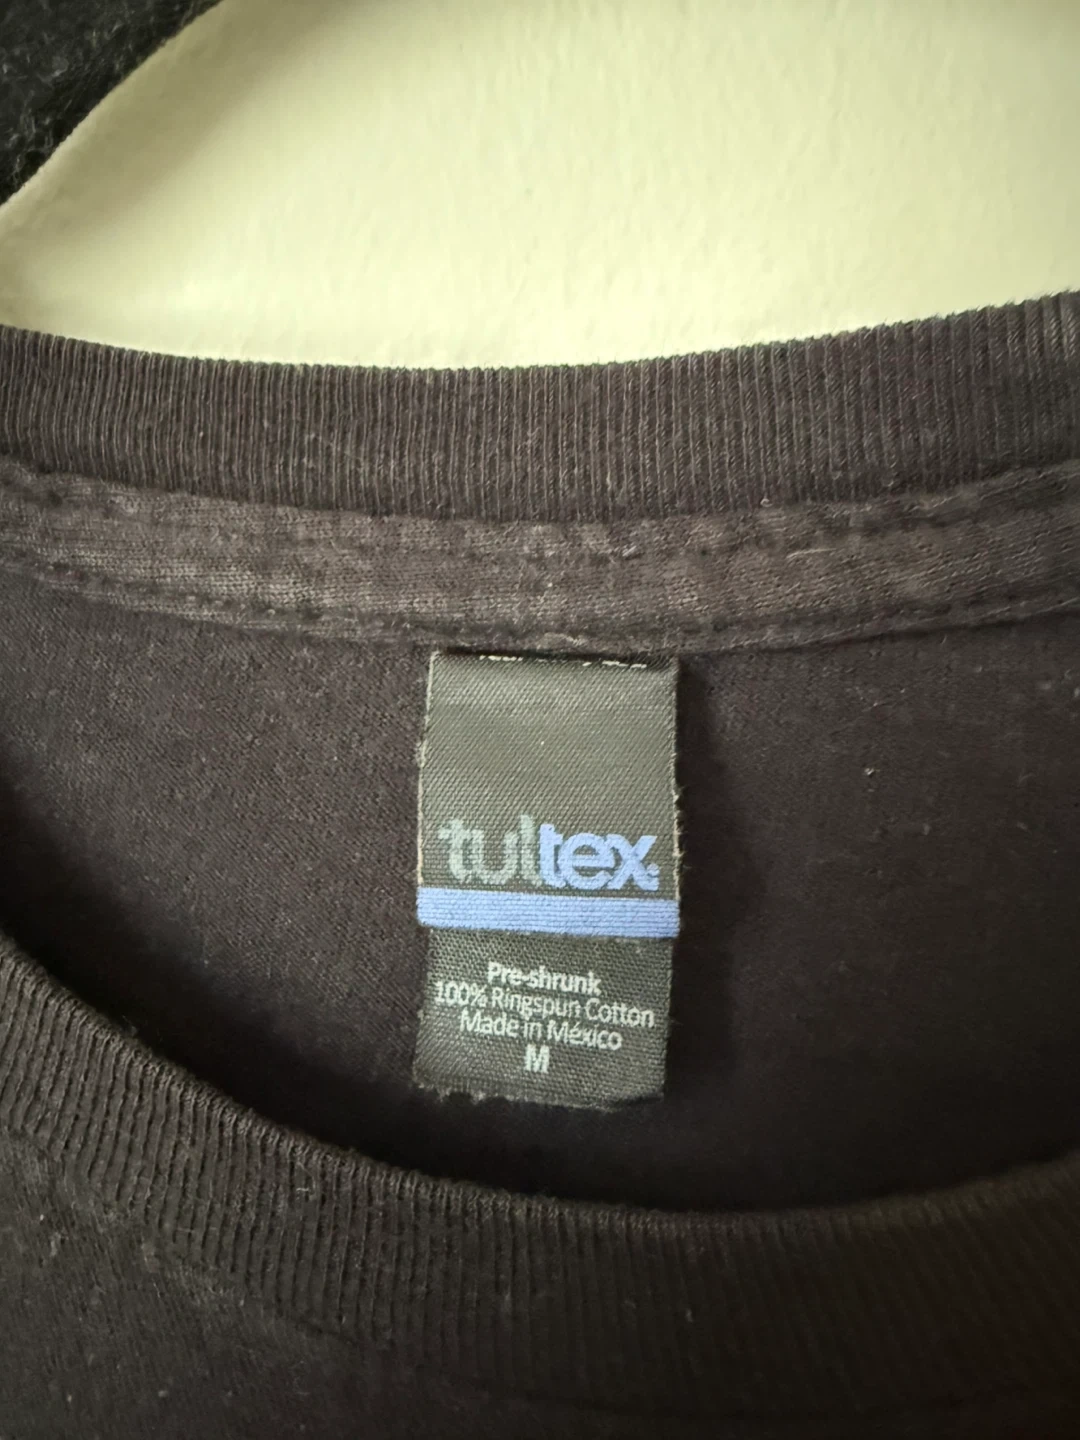 tultex
Pre-shrunk
100% Ringspun Cotton
Made in México
M